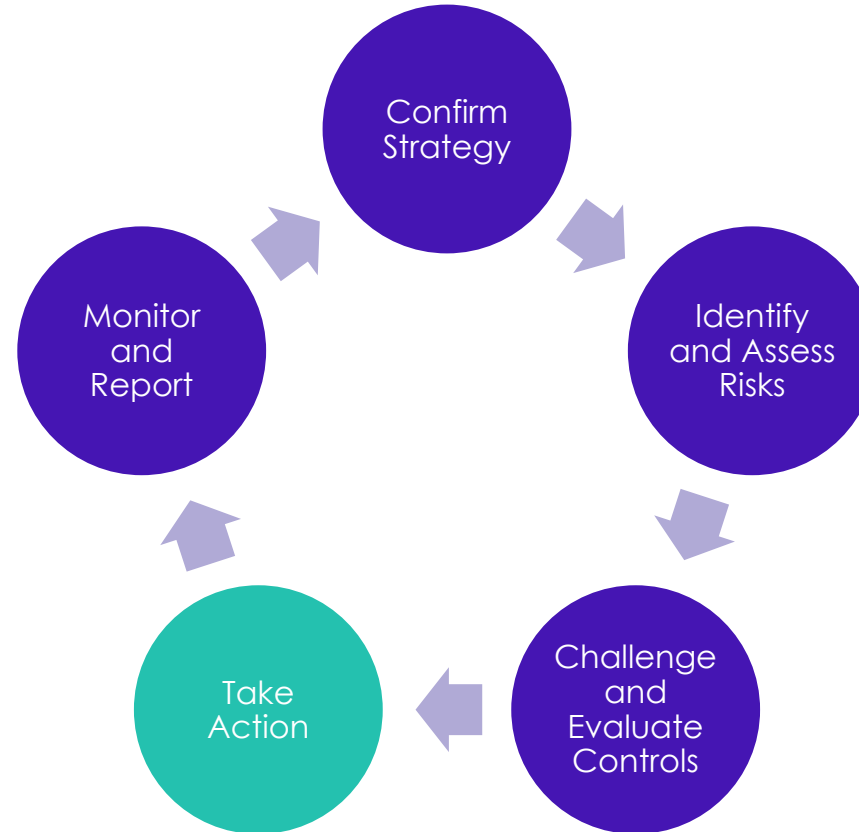 Confirm
Strategy
Identify
and Assess
Risks
Challenge
and
Evaluate
Controls
Take
Action
Monitor
and
Report